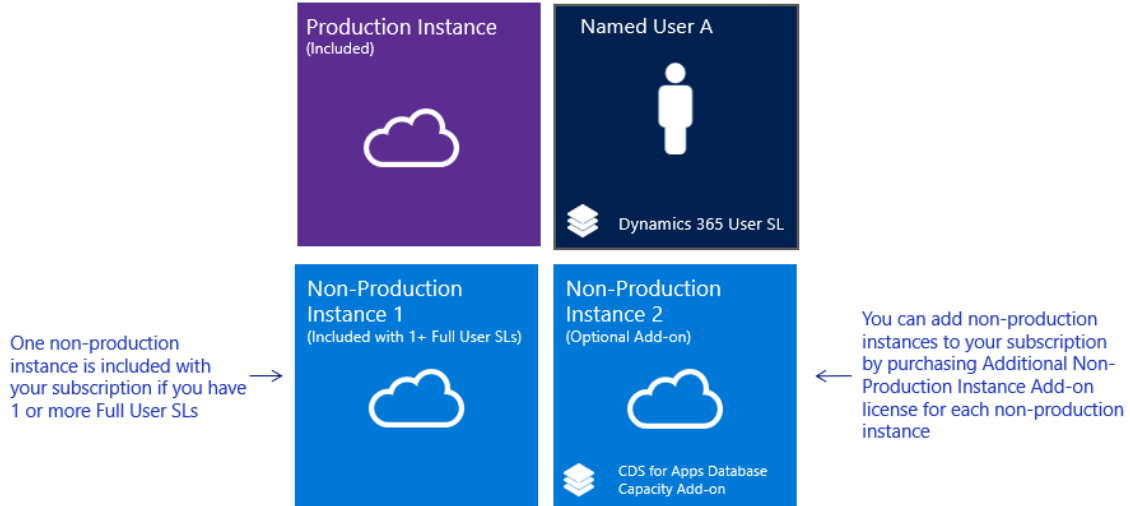 Production Instance
(Included)
Named User A
Dynamics 365 User SL
One non-production
instance is included with
your subscription if you have
1 or more Full User SLs
Non-Production
Instance 1
(Included with 1+ Full User SLs)
Non-Production
Instance 2
(Optional Add-on)
CDS for Apps Database
Capacity Add-on
You can add non-production
instances to your subscription
by purchasing Additional Non-
Production Instance Add-on
license for each non-production
instance